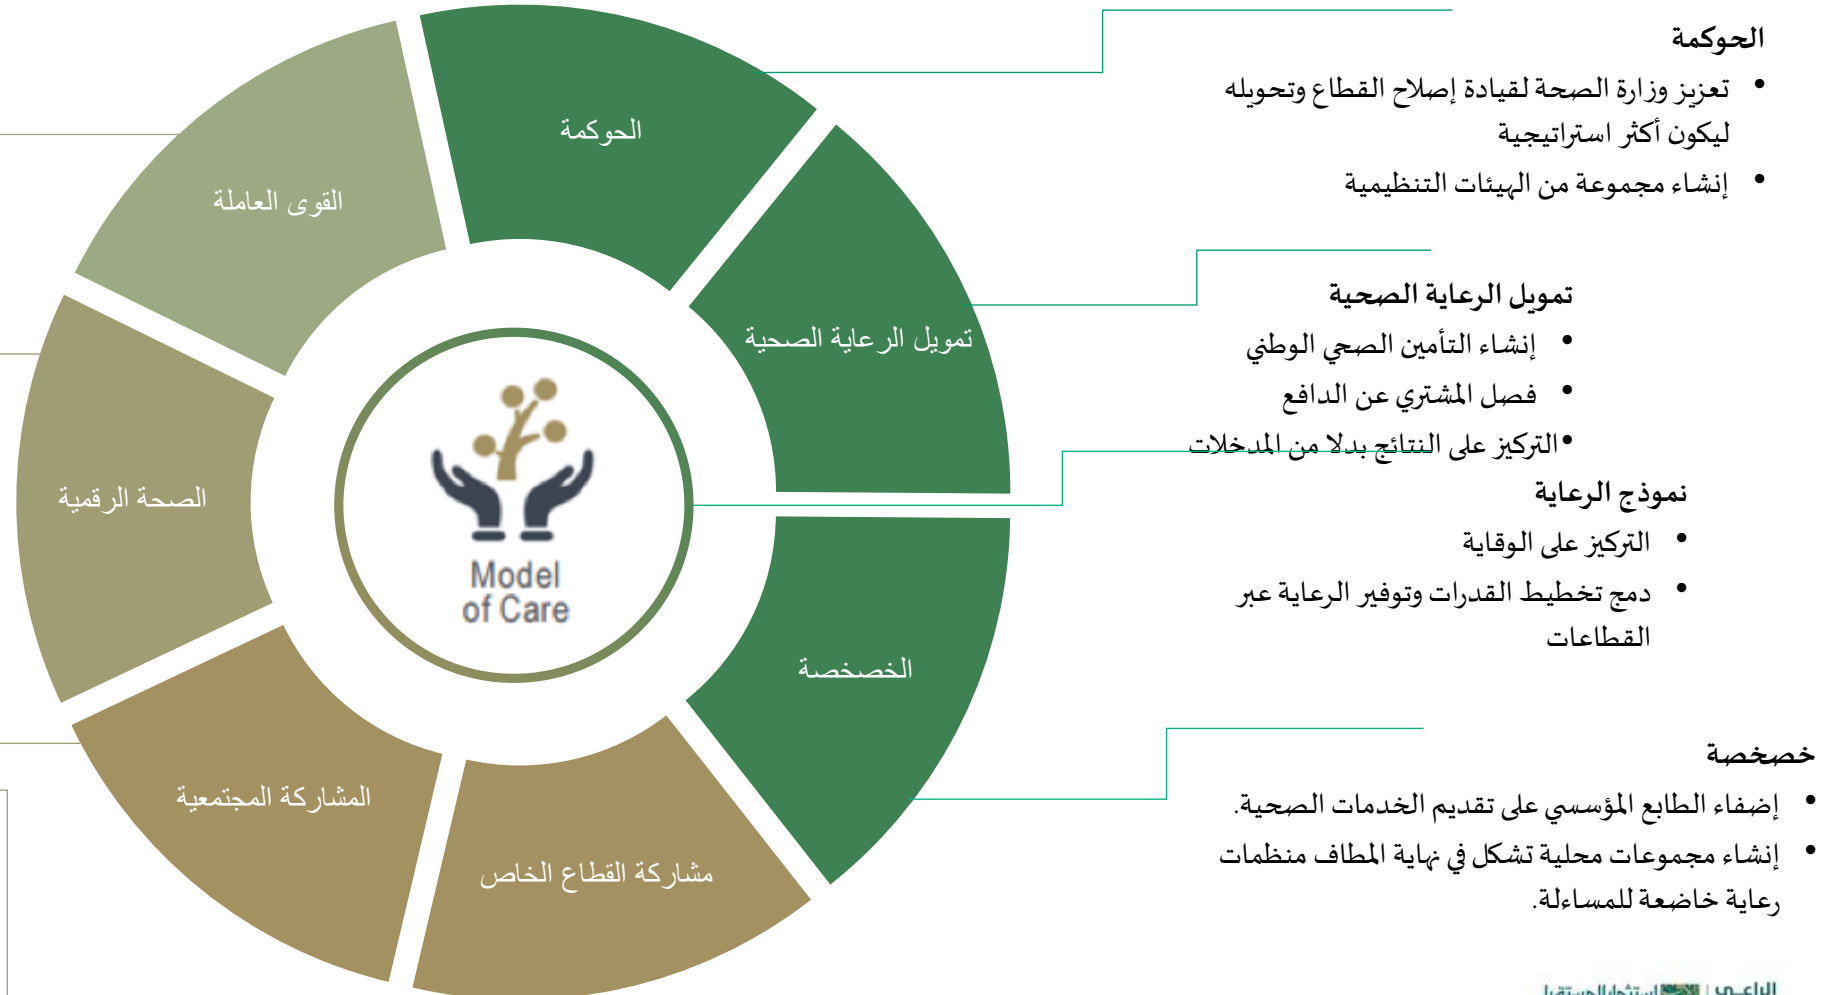 الحوكمة
تمويل الرعاية الصحية
الخصخصة
مشاركة القطاع الخاص
المشاركة المجتمعية
الصحة الرقمية
القوى العاملة
Model
of Care
الحوكمة
• تعزيز وزارة الصحة لقيادة إصلاح القطاع وتحويله
ليكون أكثر استراتيجية
• إنشاء مجموعة من الهيئات التنظيمية
تمويل الرعاية الصحية
• إنشاء التأمين الصحي الوطني
• فصل المشتري عن الدافع
• التركيز على النتائج بدلا من المدخلات
نموذج الرعاية
• التركيز على الوقاية
• دمج تخطيط القدرات وتوفير الرعاية عبر
القطاعات
خصخصة
• إضفاء الطابع المؤسسي على تقديم الخدمات الصحية.
• إنشاء مجموعات محلية تشكل في نهاية المطاف منظمات
رعاية خاضعة للمساءلة.